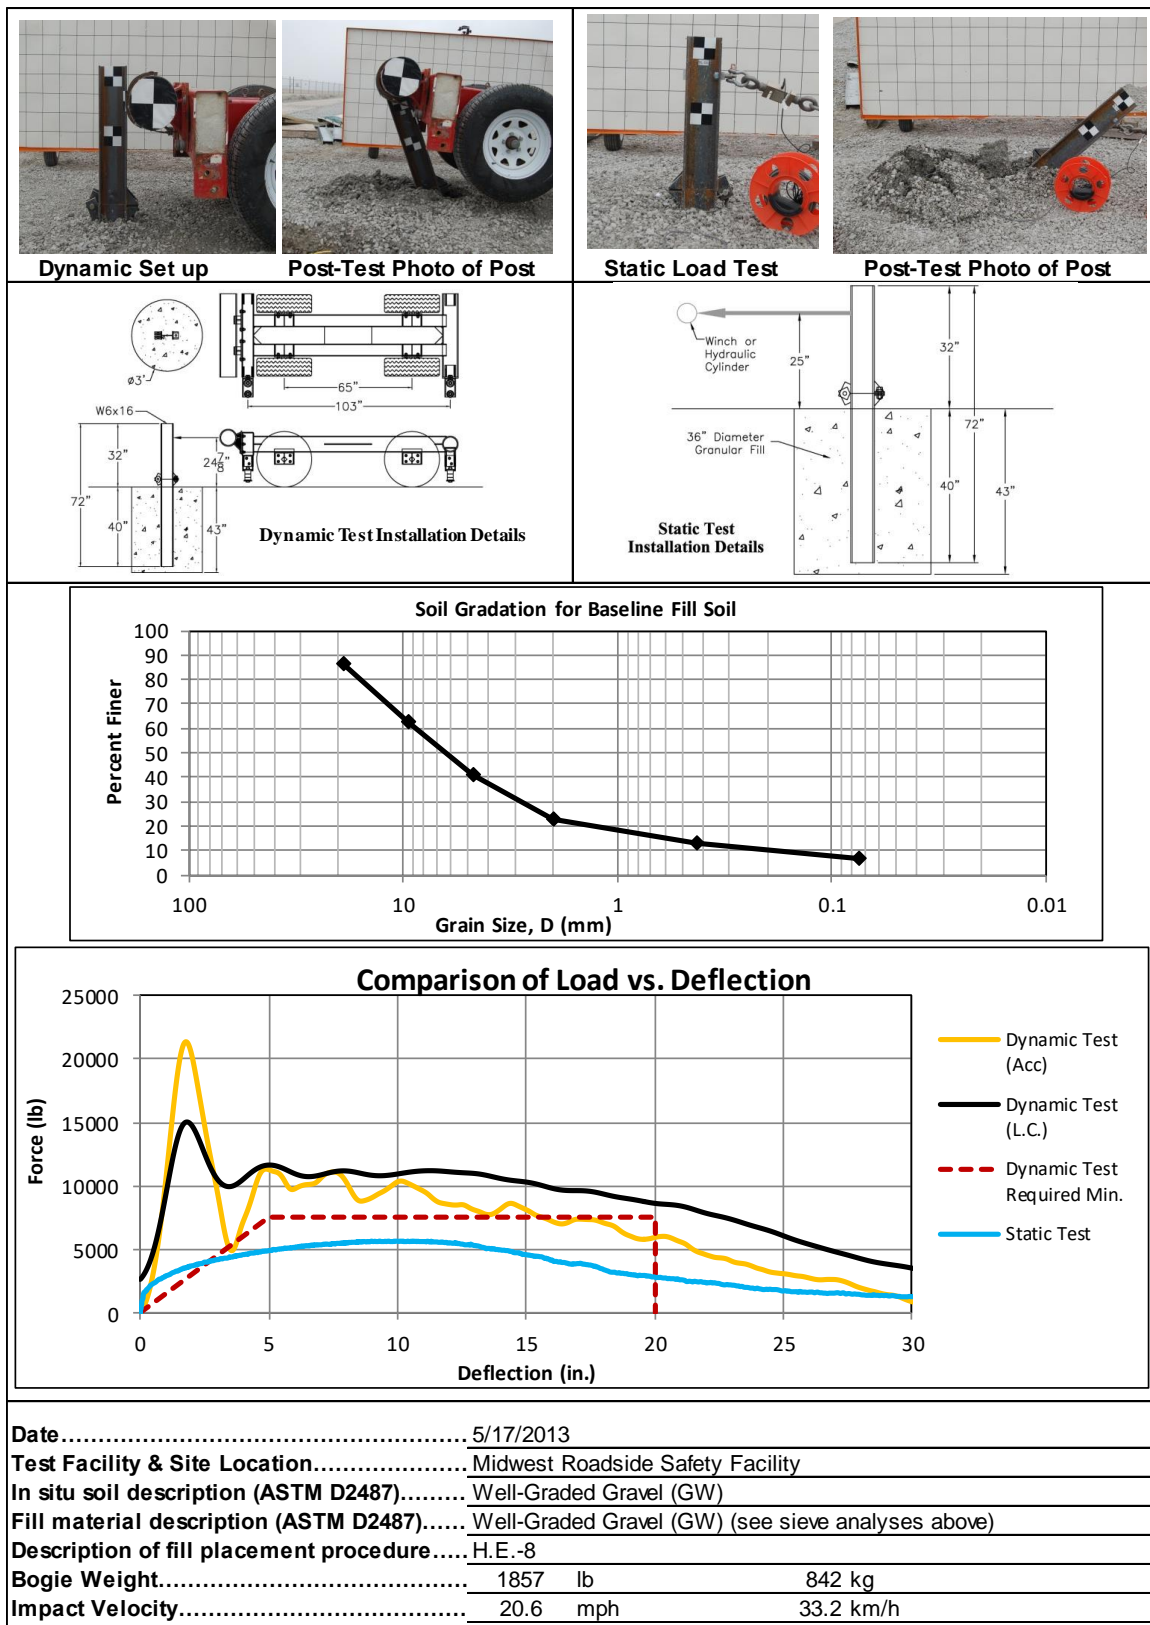 Dynamic Set up
Post-Test Photo of Post
Static Load Test
Post-Test Photo of Post
ø3'
65"
103"
W6x16
32"
24 7/8"
72"
40"
43"
Dynamic Test Installation Details
Winch or
Hydraulic
Cylinder
25"
32"
72"
36" Diameter
Granular Fill
40"
43"
Static Test
Installation Details
Soil Gradation for Baseline Fill Soil
Percent Finer
100
90
80
70
60
50
40
30
20
10
0
100
10
1
0.1
0.01
Grain Size, D (mm)
Comparison of Load vs. Deflection
Force (lb)
25000
20000
15000
10000
5000
0
0
5
10
15
20
25
30
Deflection (in.)
Dynamic Test
(Acc)
Dynamic Test
(L.C.)
Dynamic Test
Required Min.
Static Test
Date..................................................... 5/17/2013
Test Facility & Site Location.................... Midwest Roadside Safety Facility
In situ soil description (ASTM D2487)......... Well-Graded Gravel (GW)
Fill material description (ASTM D2487)...... Well-Graded Gravel (GW) (see sieve analyses above)
Description of fill placement procedure..... H.E.-8
Bogie Weight......................................... 1857 lb 842 kg
Impact Velocity...................................... 20.6 mph 33.2 km/h